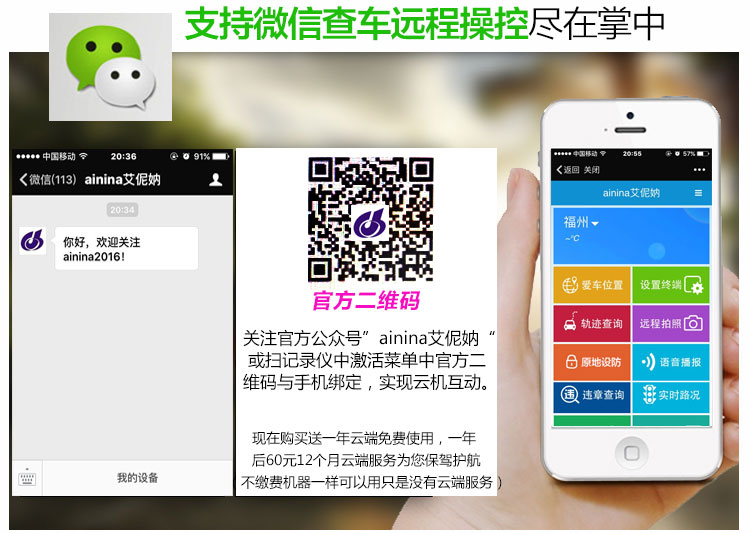 支持微信查车远程操控尽在掌中
中国移动 20:36 91%
微信(113) ainina艾伲妠
20:34
你好，欢迎关注
ainina2016！
我的设备
官方二维码
关注官方公众号”ainina艾伲妠“
或扫记录仪中激活菜单中官方二
维码与手机绑定，实现云机互动。
现在购买送一年云端免费使用，一年
后60元12个月云端服务为您保驾护航
不缴费机器一样可以用只是没有云端服务）
中国移动 20:55 57%
返回 关闭
ainina艾伲妠
福州
~℃
爱车位置 设置终端
轨迹查询 远程拍照
原地设防 语音播报
违 违章查询 实时路况